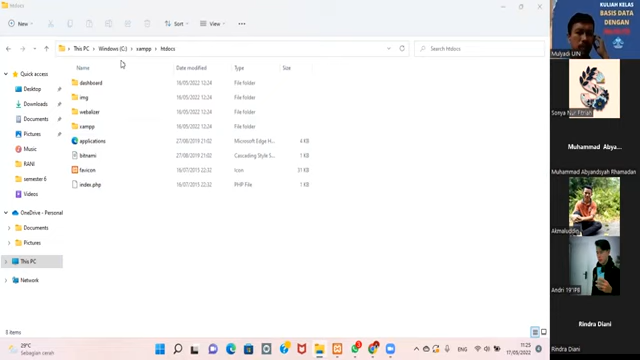 htdocs
New
Sort
View
This PC
Windows (C:)
xampp
htdocs
Search htdocs
Name
Date modified
Type
Size
dashboard
16/05/2022 12:24
File folder
img
16/05/2022 12:24
File folder
webalizer
16/05/2022 12:24
File folder
xampp
16/05/2022 12:24
File folder
applications
27/08/2019 21:02
Microsoft Edge H...
4 KB
bitnami
27/08/2019 21:02
Cascading Style S...
1 KB
favicon
16/07/2015 22:32
Icon
31 KB
index.php
16/07/2015 22:32
PHP File
1 KB
Quick access
Desktop
Downloads
Documents
Pictures
Music
RANI
semester 6
Videos
OneDrive - Personal
Documents
Pictures
This PC
Network
8 items
29°C
Sebagian cerah
11.25
17/05/2022
KULIAH KELAS
BASIS DATA
DENGAN
Mulyadi UIN
Sonya Nur Fitriah
Muhammad Abya...
Muhammad Abyandsyah Rhamadan
Akmaluddin
Andri 191PB
Rindra Diani
Rindra Diani